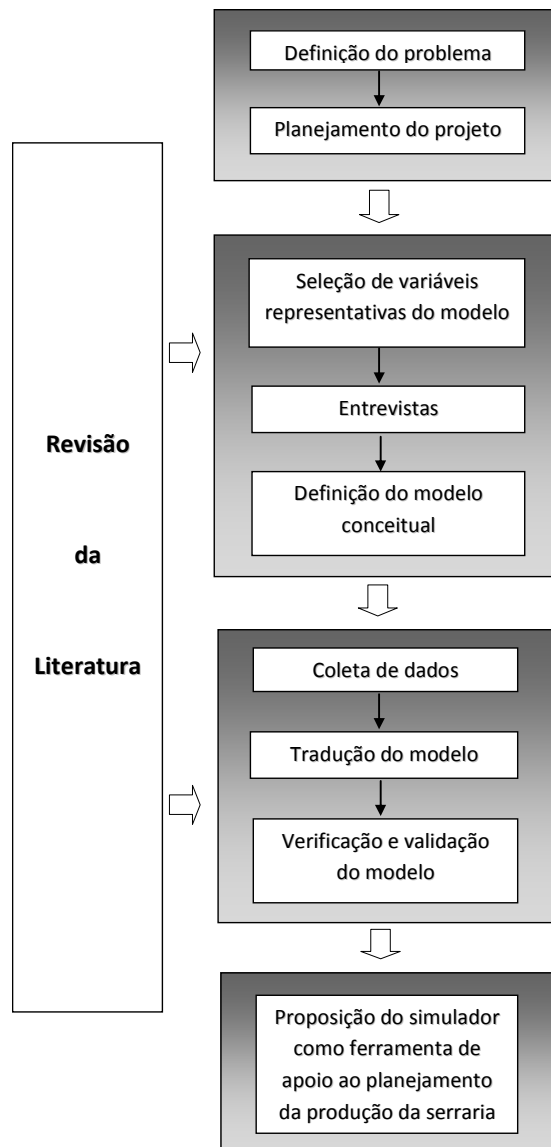 Definição do problema
Planejamento do projeto
Seleção de variáveis
representativas do modelo
Entrevistas
Definição do modelo
conceitual
Revisão
da
Literatura
Coleta de dados
Tradução do modelo
Verificação e validação
do modelo
Proposição do simulador
como ferramenta de
apoio ao planejamento
da produção da serraria